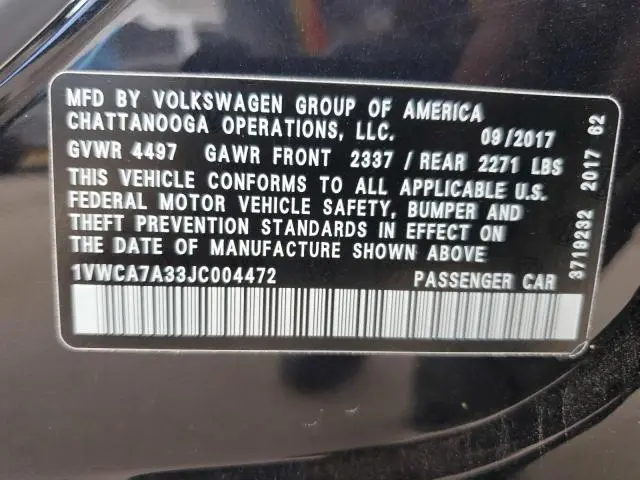 MFD BY VOLKSWAGEN GROUP OF AMERICA
CHATTANOOGA OPERATIONS, LLC. 09/2017
GVWR 4497 GAWR FRONT 2337 / REAR 2271 LBS
THIS VEHICLE CONFORMS TO ALL APPLICABLE U.S.
FEDERAL MOTOR VEHICLE SAFETY, BUMPER AND
THEFT PREVENTION STANDARDS IN EFFECT ON
THE DATE OF MANUFACTURE SHOWN ABOVE
1VWCA7A33JC004472 PASSENGER CAR
3719232 2017 62